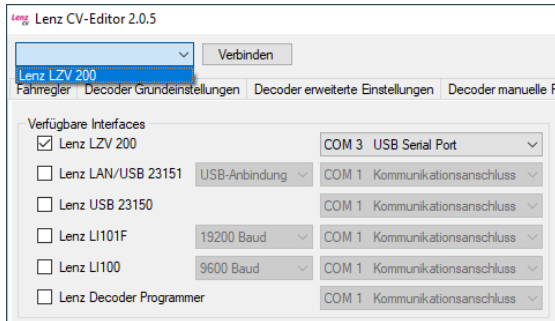 Lenz CV Lenz CV-Editor 2.0.5
Verbinden
Lenz LZV 200
Fahrregler Decoder Grundeinstellungen Decoder erweiterte Einstellungen Decoder manuelle
Verfügbare Interfaces
Lenz LZV 200 COM 3 USB Serial Port
Lenz LAN/USB 23151 USB-Anbindung COM 1 Kommunikationsanschluss
Lenz USB 23150 COM 1 Kommunikationsanschluss
Lenz LI101F 19200 Baud COM 1 Kommunikationsanschluss
Lenz LI100 9600 Baud COM 1 Kommunikationsanschluss
Lenz Decoder Programmer COM 1 Kommunikationsanschluss